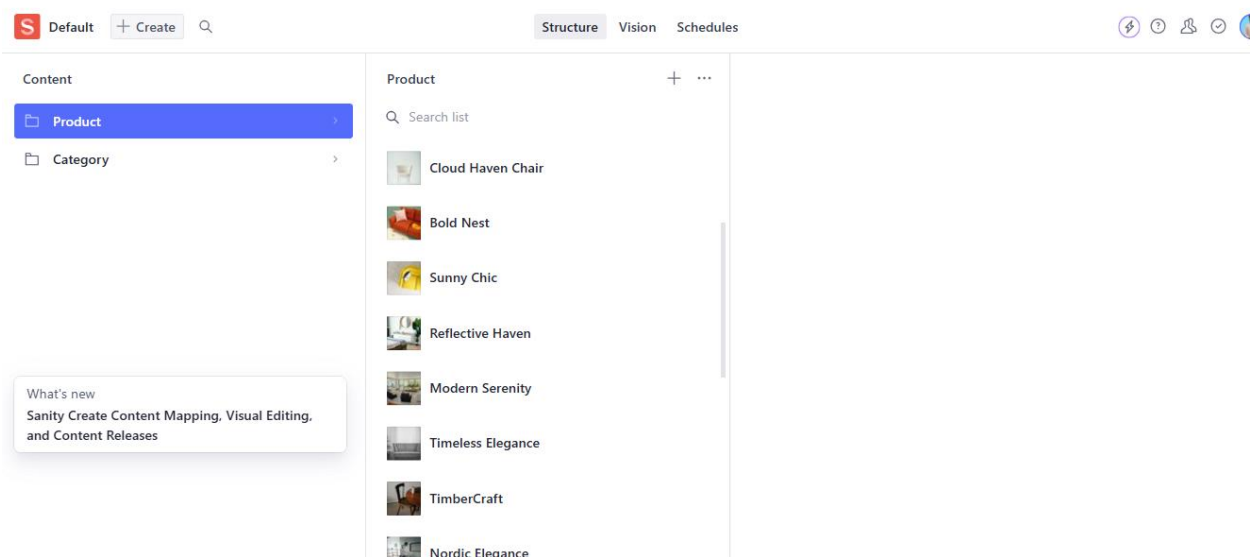 S Default + Create
Structure Vision Schedules
Content
Product
Category
What's new
Sanity Create Content Mapping, Visual Editing,
and Content Releases
Product
Search list
Cloud Haven Chair
Bold Nest
Sunny Chic
Reflective Haven
Modern Serenity
Timeless Elegance
TimberCraft
Nordic Elegance